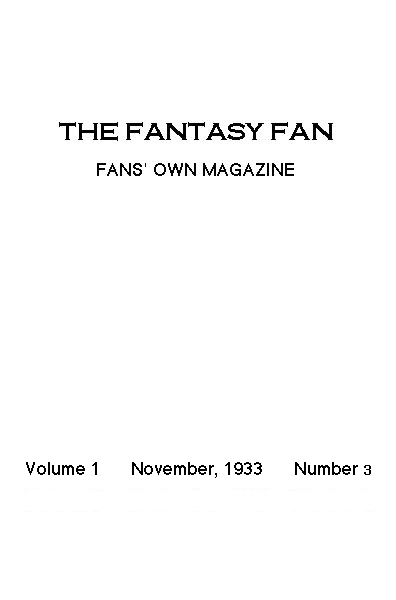 THE FANTASY FAN
FANS' OWN MAGAZINE
Volume 1 November, 1933 Number 3